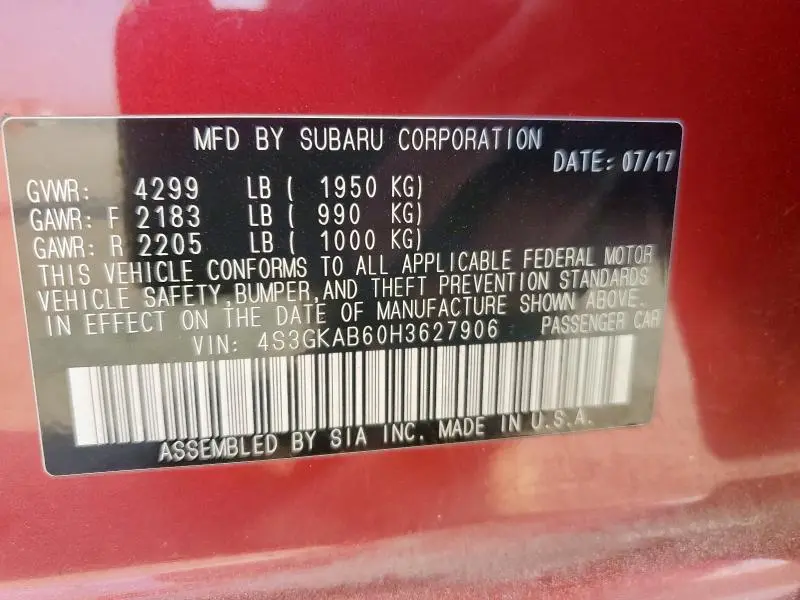 MFD BY SUBARU CORPORATION
DATE: 07/17
GVWR: 4299 LB ( 1950 KG)
GAWR: F 2183 LB ( 990 KG)
GAWR: R 2205 LB ( 1000 KG)
THIS VEHICLE CONFORMS TO ALL APPLICABLE FEDERAL MOTOR
VEHICLE SAFETY,BUMPER,AND THEFT PREVENTION STANDARDS
IN EFFECT ON THE DATE OF MANUFACTURE SHOWN ABOVE.
VIN: 4S3GKAB60H3627906 PASSENGER CAR
ASSEMBLED BY SIA INC. MADE IN U.S.A.